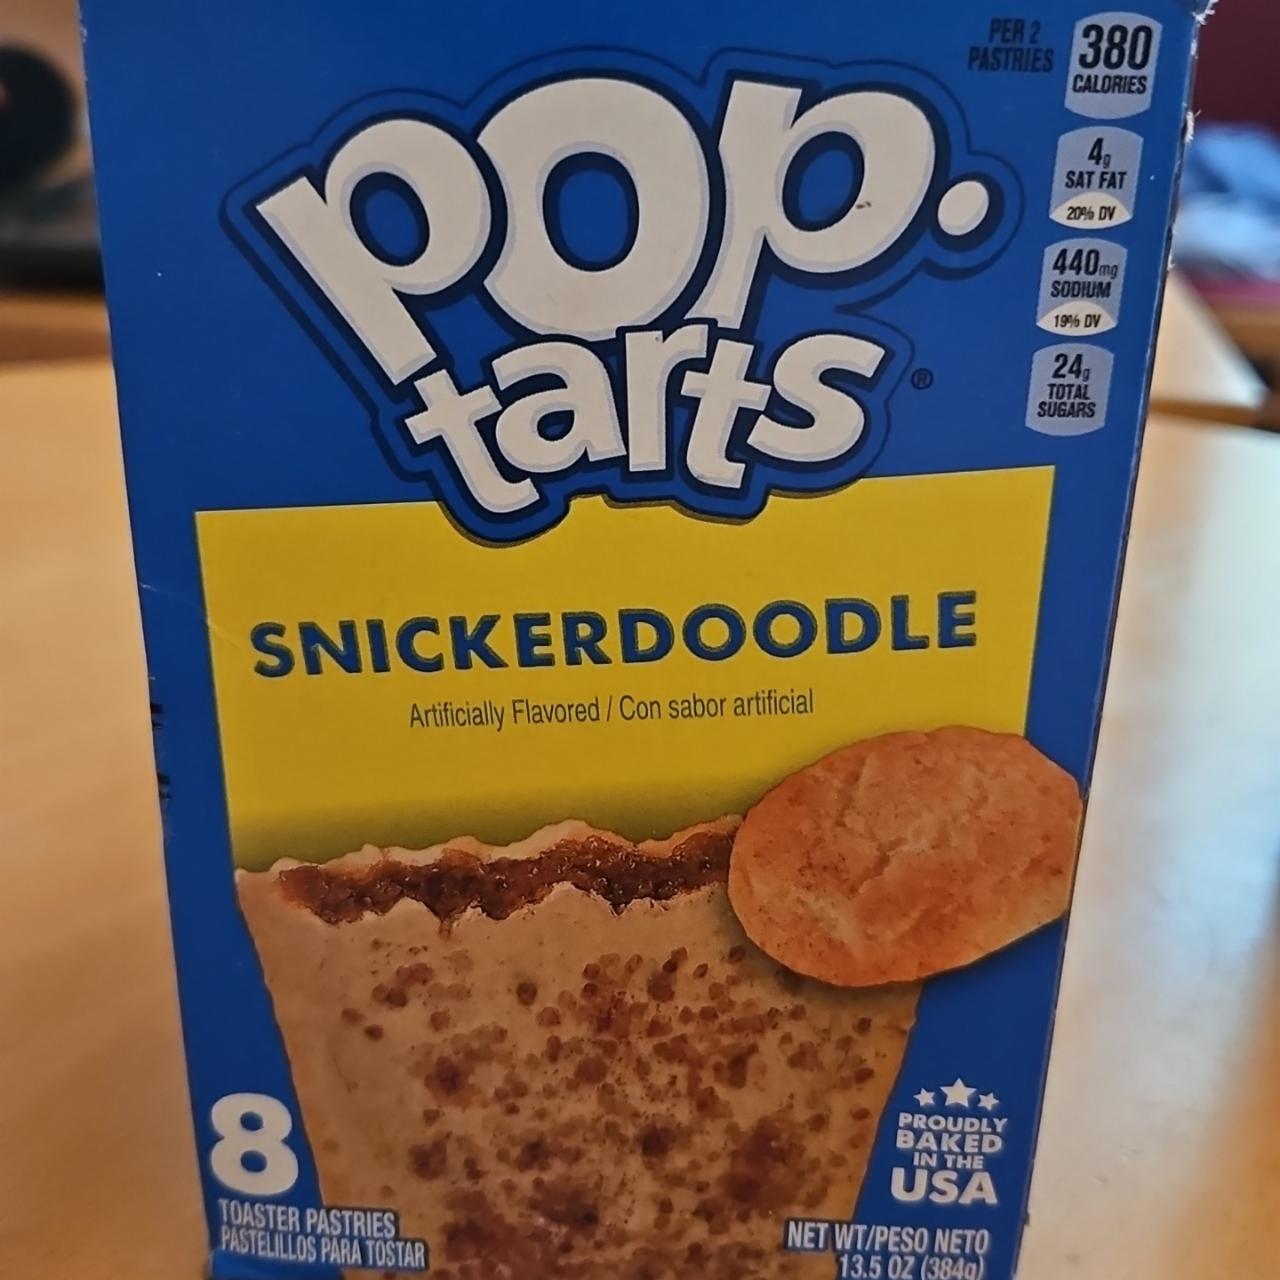 PER 2
PASTRIES
380
CALORIES
4g
SAT FAT
20% DV
440mg
SODIUM
19% DV
24g
TOTAL
SUGARS
pop.
tarts®
SNICKERDOODLE
Artificially Flavored / Con sabor artificial
8
TOASTER PASTRIES
PASTELILLOS PARA TOSTAR
PROUDLY
BAKED
IN THE
USA
NET WT/PESO NETO
13.5 OZ (384g)